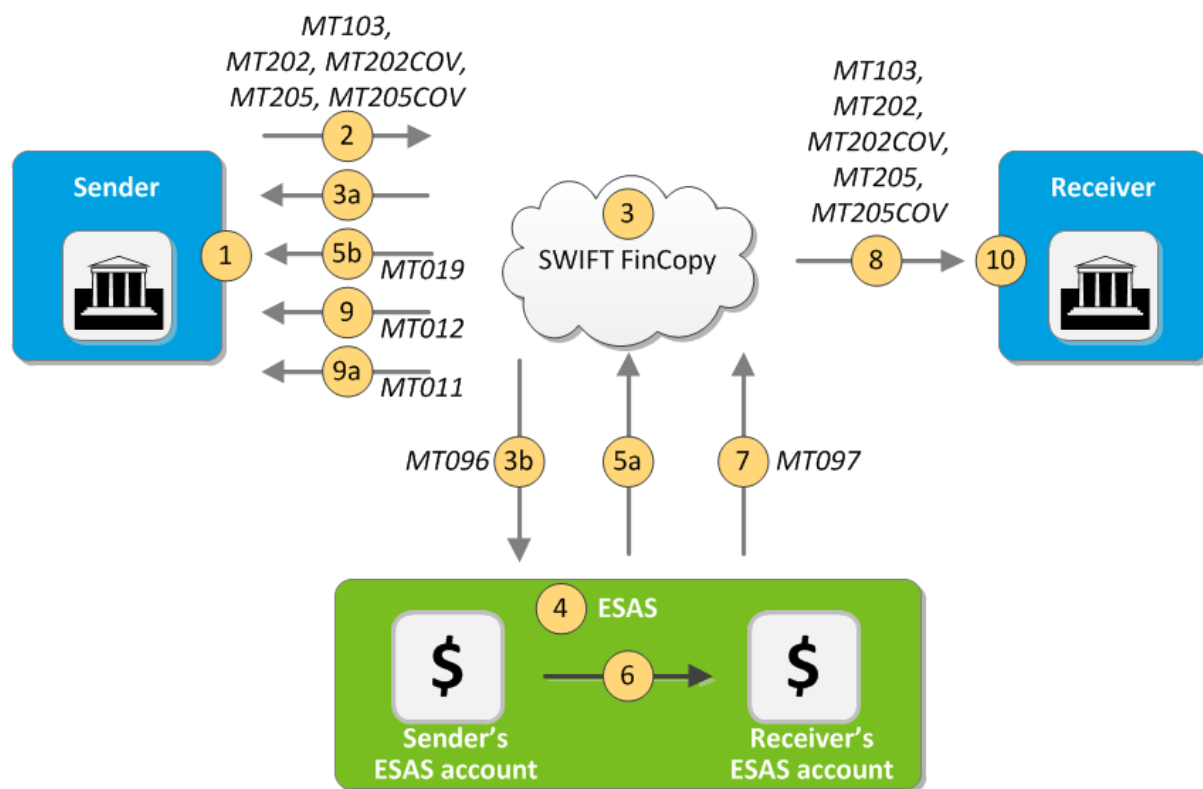 MT103,
MT202, MT202COV,
MT205, MT205COV
2
Sender
1
3a
5b
MT019
9
MT012
9a
MT011
3
SWIFT FinCopy
MT103,
MT202,
MT202COV,
MT205,
MT205COV
8
Receiver
10
MT096
3b
5a
7
MT097
4
ESAS
$
6
$
Sender's
ESAS account
Receiver's
ESAS account